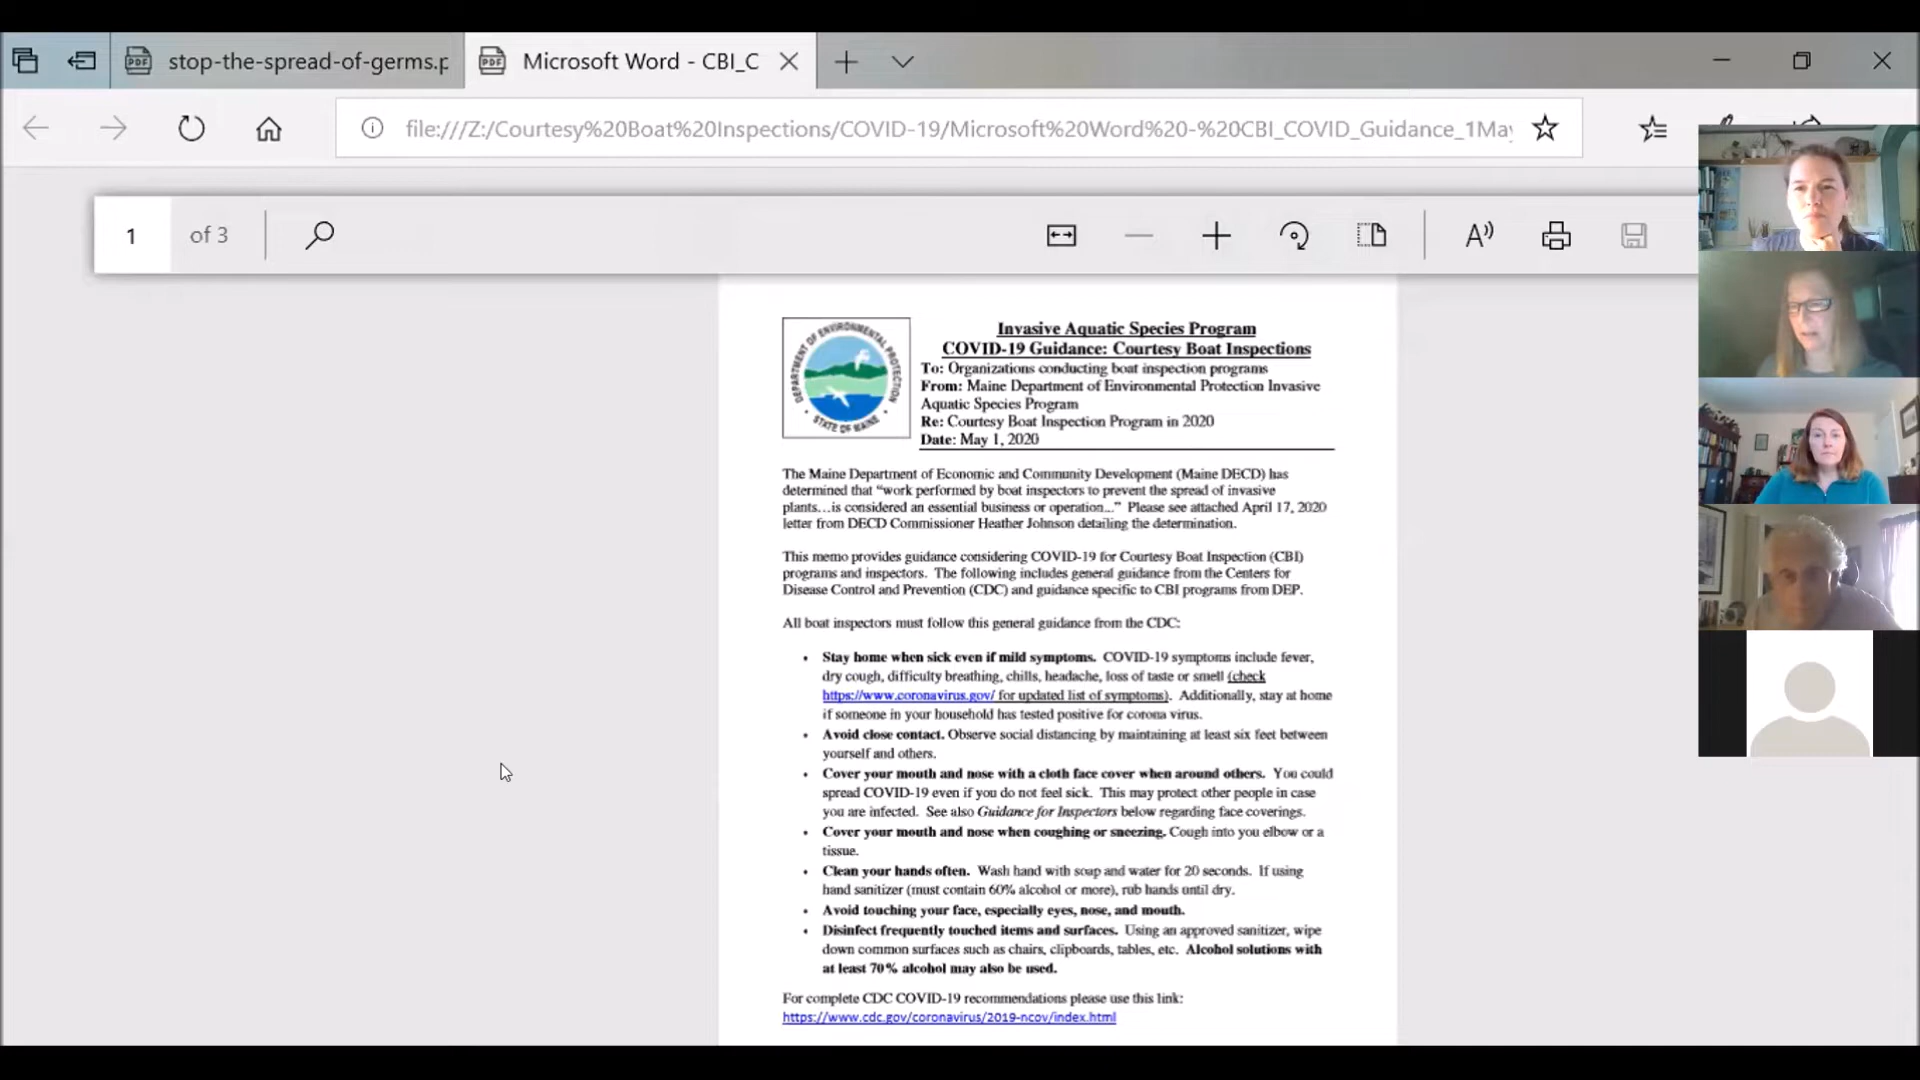 stop-the-spread-of-germs.p
Microsoft Word - CBI_C
file:///Z:/Courtesy%20Boat%20Inspections/COVID-19/Microsoft%20Word%20-%20CBI_COVID_Guidance_1May
1 of 3
DEPARTMENT OF ENVIRONMENTAL PROTECTION
STATE OF MAINE
Invasive Aquatic Species Program
COVID-19 Guidance: Courtesy Boat Inspections
To: Organizations conducting boat inspection programs
From: Maine Department of Environmental Protection Invasive
Aquatic Species Program
Re: Courtesy Boat Inspection Program in 2020
Date: May 1, 2020
The Maine Department of Economic and Community Development (Maine DECD) has
determined that “work performed by boat inspectors to prevent the spread of invasive
plants…is considered an essential business or operation...” Please see attached April 17, 2020
letter from DECD Commissioner Heather Johnson detailing the determination.
This memo provides guidance considering COVID-19 for Courtesy Boat Inspection (CBI)
programs and inspectors. The following includes general guidance from the Centers for
Disease Control and Prevention (CDC) and guidance specific to CBI programs from DEP.
All boat inspectors must follow this general guidance from the CDC:
• Stay home when sick even if mild symptoms. COVID-19 symptoms include fever,
dry cough, difficulty breathing, chills, headache, loss of taste or smell (check
https://www.coronavirus.gov/ for updated list of symptoms). Additionally, stay at home
if someone in your household has tested positive for corona virus.
• Avoid close contact. Observe social distancing by maintaining at least six feet between
yourself and others.
• Cover your mouth and nose with a cloth face cover when around others. You could
spread COVID-19 even if you do not feel sick. This may protect other people in case
you are infected. See also Guidance for Inspectors below regarding face coverings.
• Cover your mouth and nose when coughing or sneezing. Cough into you elbow or a
tissue.
• Clean your hands often. Wash hand with soap and water for 20 seconds. If using
hand sanitizer (must contain 60% alcohol or more), rub hands until dry.
• Avoid touching your face, especially eyes, nose, and mouth.
• Disinfect frequently touched items and surfaces. Using an approved sanitizer, wipe
down common surfaces such as chairs, clipboards, tables, etc. Alcohol solutions with
at least 70% alcohol may also be used.
For complete CDC COVID-19 recommendations please use this link:
https://www.cdc.gov/coronavirus/2019-ncov/index.html